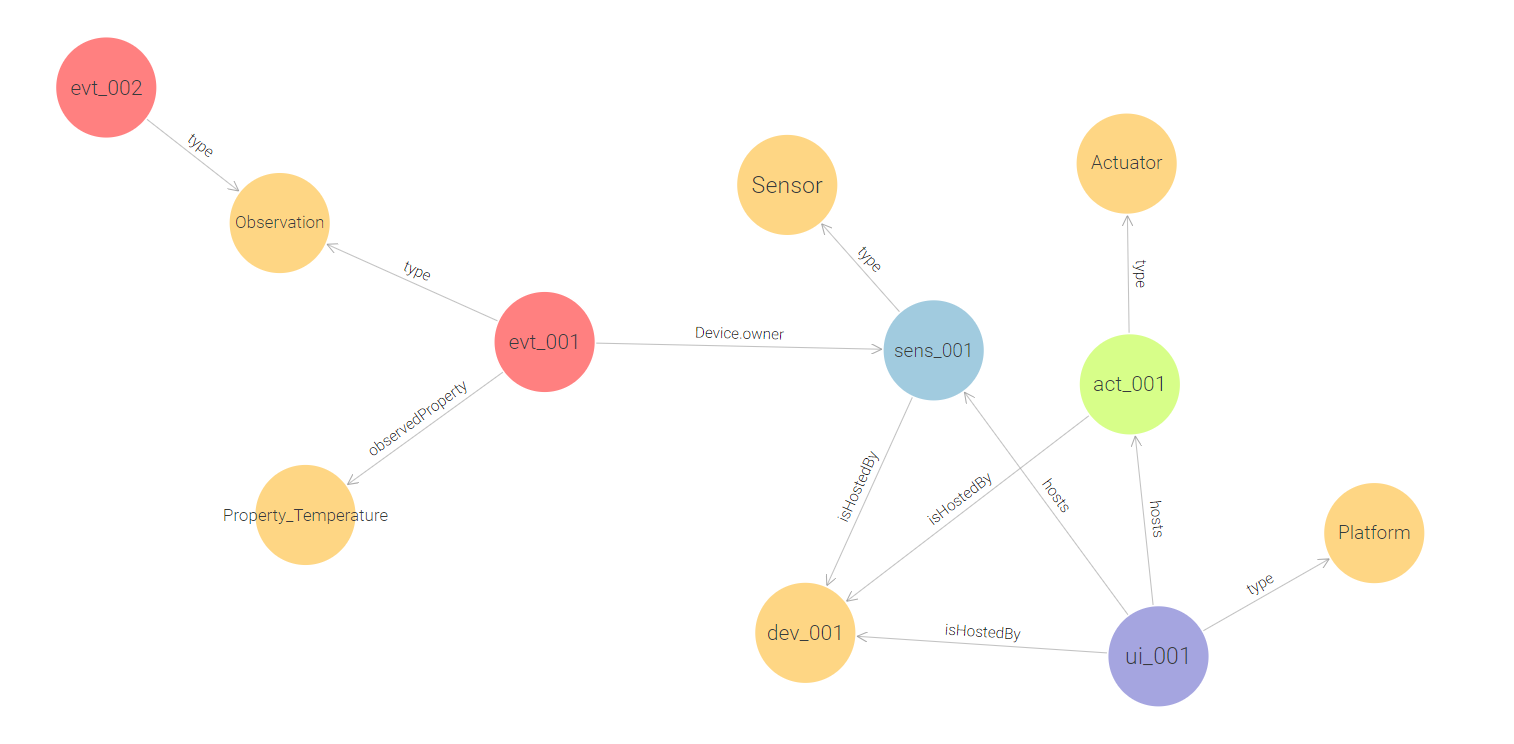 evt_002
type
Observation
type
Sensor
type
Actuator
type
evt_001
Device.owner
sens_001
act_001
observedProperty
Property_Temperature
isHostedBy
isHostedBy
hosts
hosts
Platform
type
dev_001
isHostedBy
ui_001